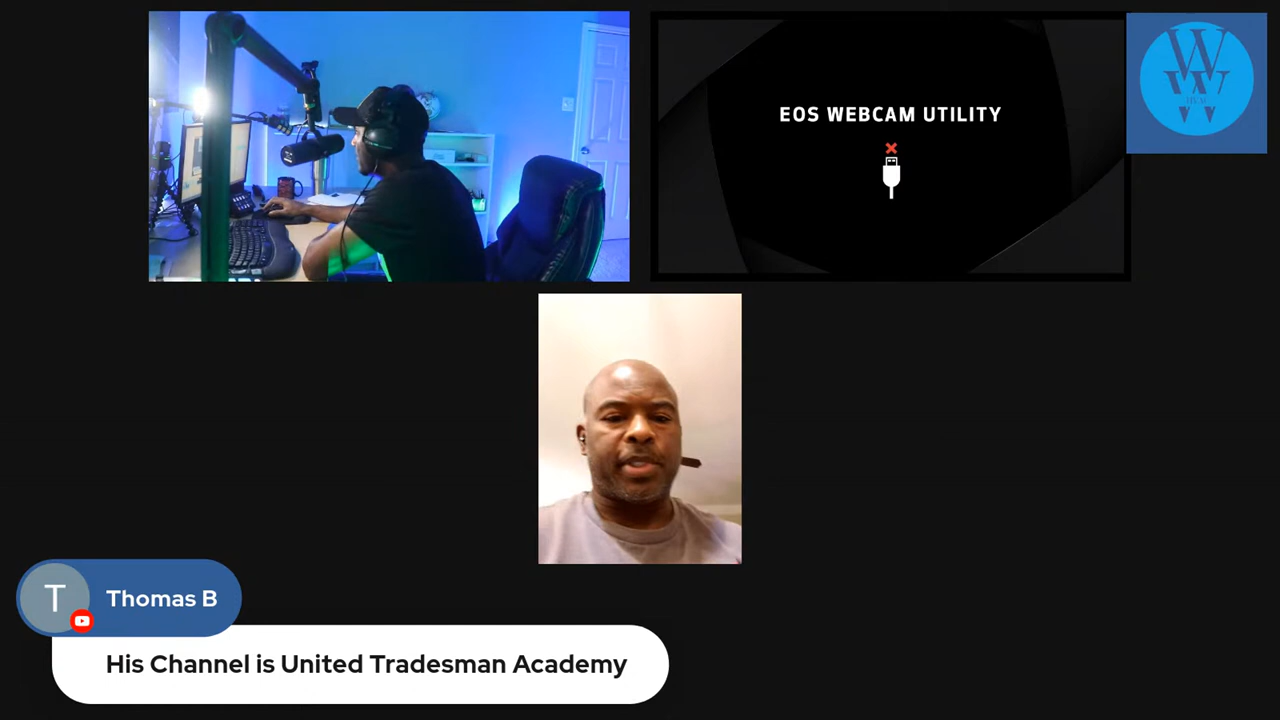 EOS WEBCAM UTILITY
W
W W
T
Thomas B
His Channel is United Tradesman Academy